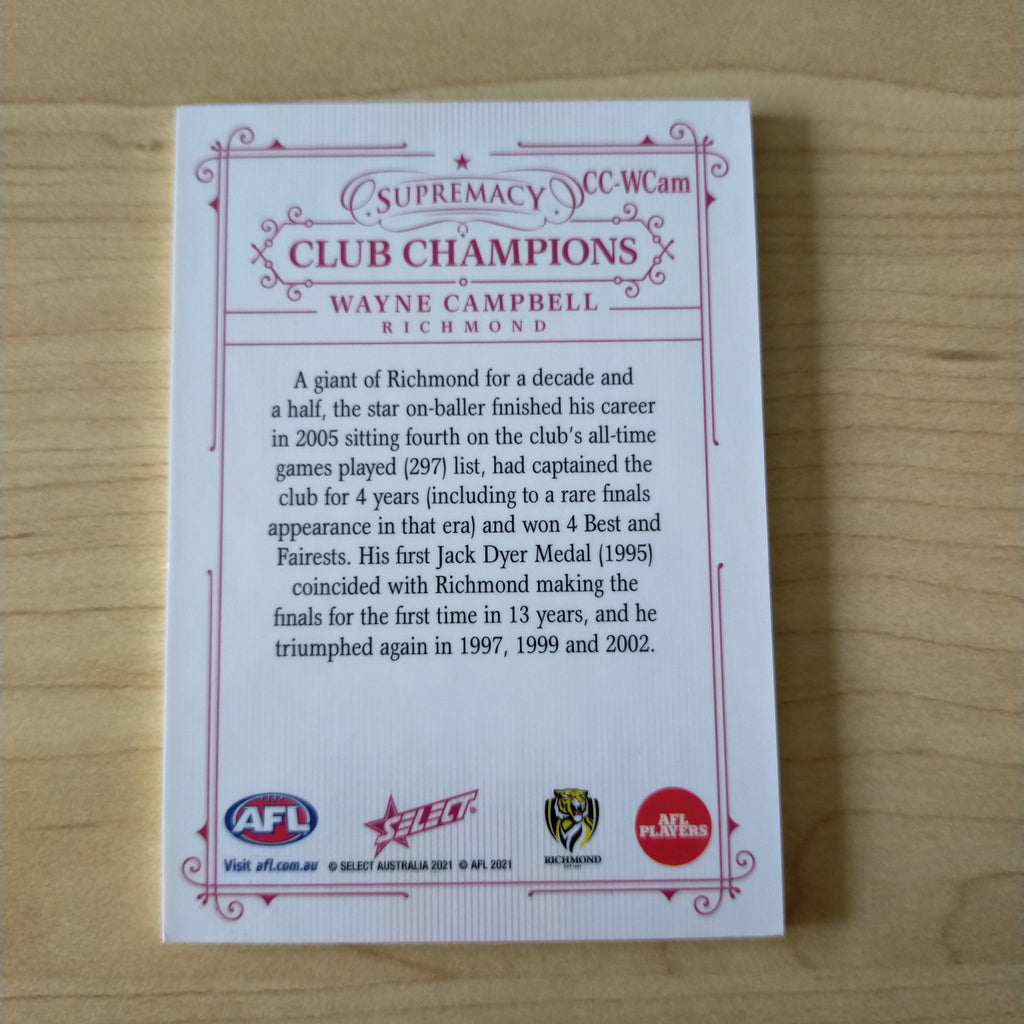 SUPREMACY
CC-WCam
CLUB CHAMPIONS
WAYNE CAMPBELL
RICHMOND
A giant of Richmond for a decade and
a half, the star on-baller finished his career
in 2005 sitting fourth on the club's all-time
games played (297) list, had captained the
club for 4 years (including to a rare finals
appearance in that era) and won 4 Best and
Fairests. His first Jack Dyer Medal (1995)
coincided with Richmond making the
finals for the first time in 13 years, and he
triumphed again in 1997, 1999 and 2002.
AFL
Visit afl.com.au
SELECT
© SELECT AUSTRALIA 2021 © AFL 2021
RICHMOND
AFL
PLAYERS